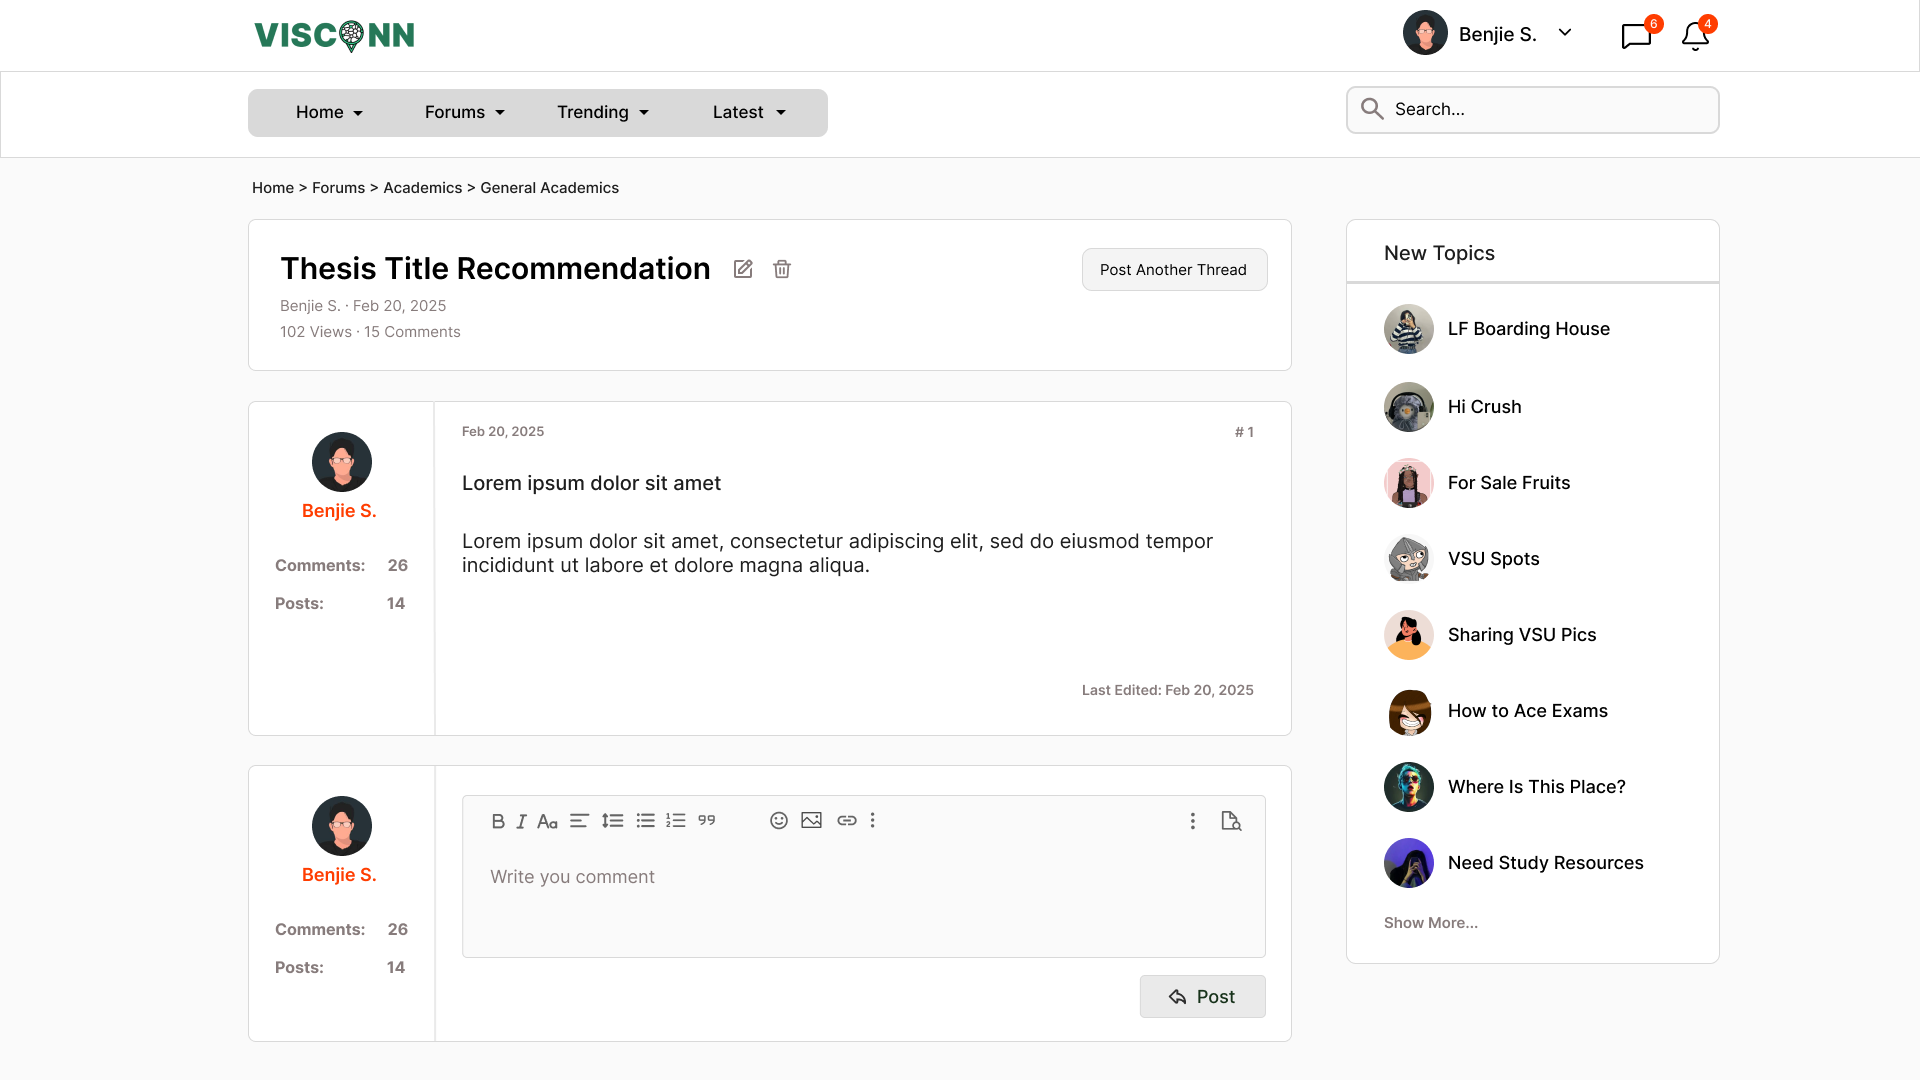 VISCONN
Benjie S.
6
4
Home
Forums
Trending
Latest
Search...
Home > Forums > Academics > General Academics
Thesis Title Recommendation
Post Another Thread
Benjie S. · Feb 20, 2025
102 Views · 15 Comments
Benjie S.
Comments: 26
Posts: 14
Feb 20, 2025
# 1
Lorem ipsum dolor sit amet
Lorem ipsum dolor sit amet, consectetur adipiscing elit, sed do eiusmod tempor
incididunt ut labore et dolore magna aliqua.
Last Edited: Feb 20, 2025
Benjie S.
Comments: 26
Posts: 14
Write you comment
Post
New Topics
LF Boarding House
Hi Crush
For Sale Fruits
VSU Spots
Sharing VSU Pics
How to Ace Exams
Where Is This Place?
Need Study Resources
Show More...